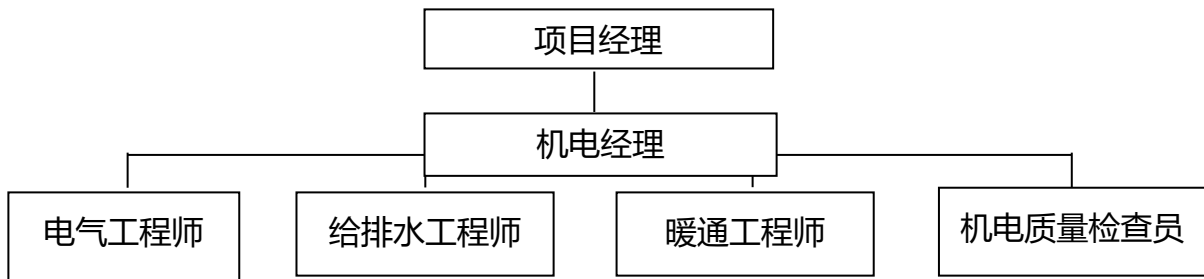 项目经理
机电经理
电气工程师
给排水工程师
暖通工程师
机电质量检查员